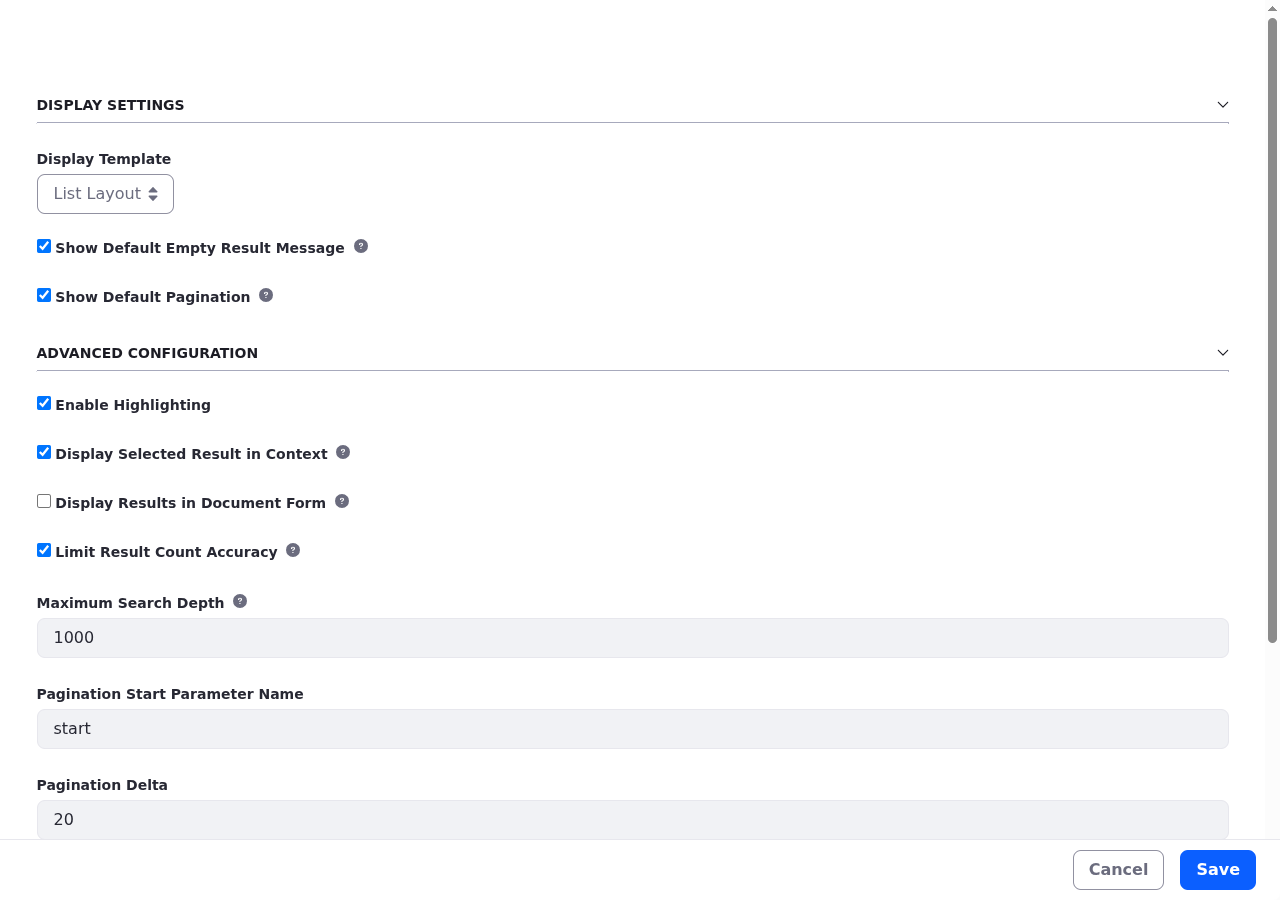 DISPLAY SETTINGS
Display Template
List Layout
Show Default Empty Result Message ?
Show Default Pagination ?
ADVANCED CONFIGURATION
Enable Highlighting
Display Selected Result in Context ?
Display Results in Document Form ?
Limit Result Count Accuracy ?
Maximum Search Depth ?
1000
Pagination Start Parameter Name
start
Pagination Delta
20
Cancel Save